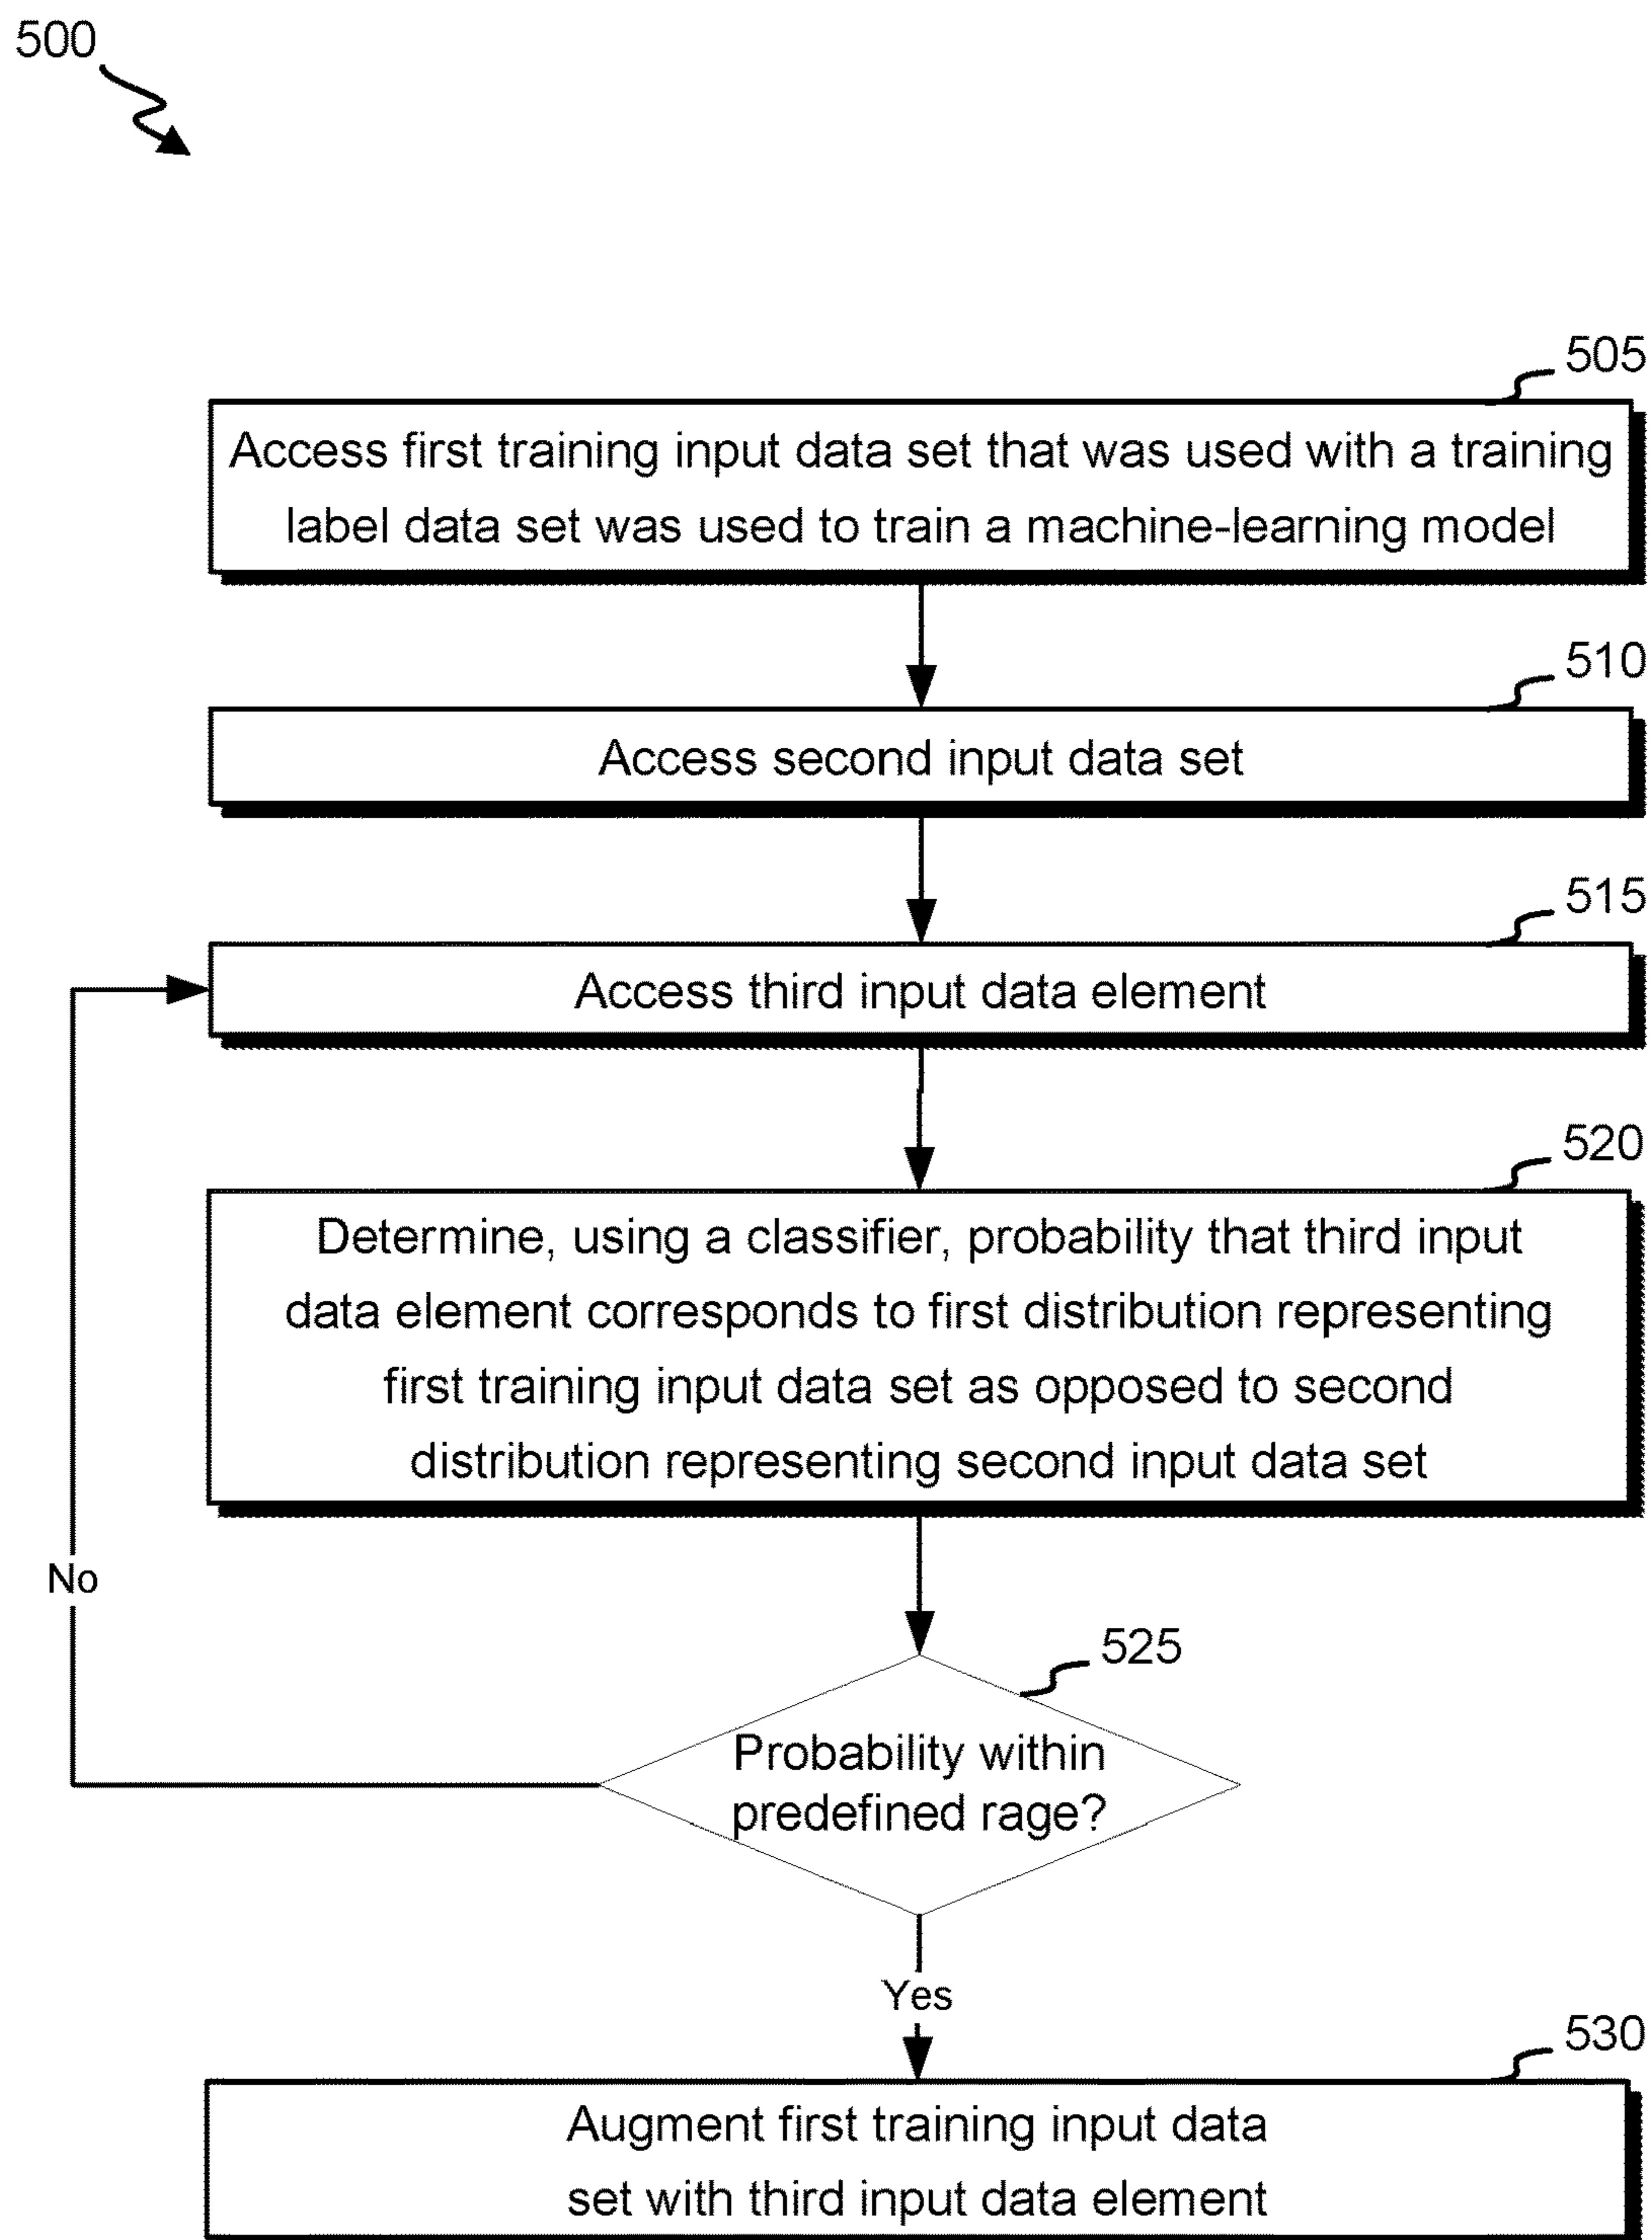 500
505
Access first training input data set that was used with a training
label data set was used to train a machine-learning model
510
Access second input data set
515
Access third input data element
520
Determine, using a classifier, probability that third input
data element corresponds to first distribution representing
first training input data set as opposed to second
distribution representing second input data set
No
525
Probability within
predefined rage?
Yes
530
Augment first training input data
set with third input data element